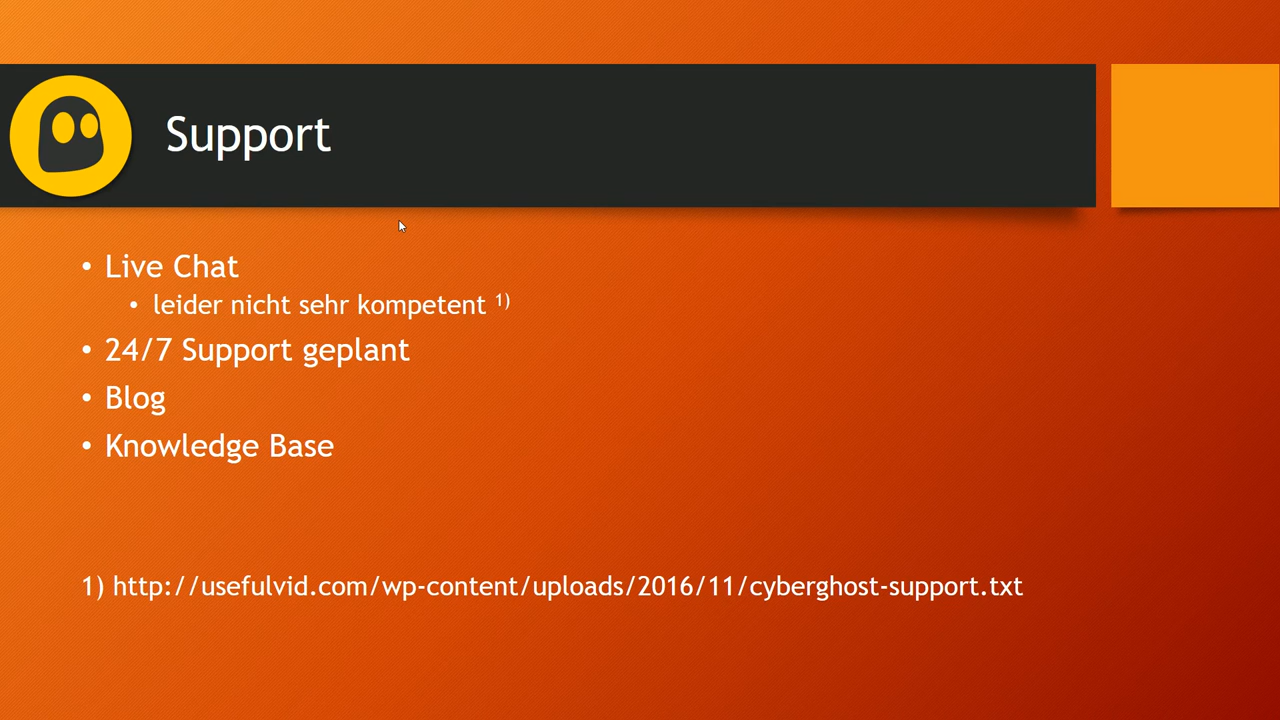 Support
• Live Chat
• leider nicht sehr kompetent ¹⁾
• 24/7 Support geplant
• Blog
• Knowledge Base
1) http://usefulvid.com/wp-content/uploads/2016/11/cyberghost-support.txt